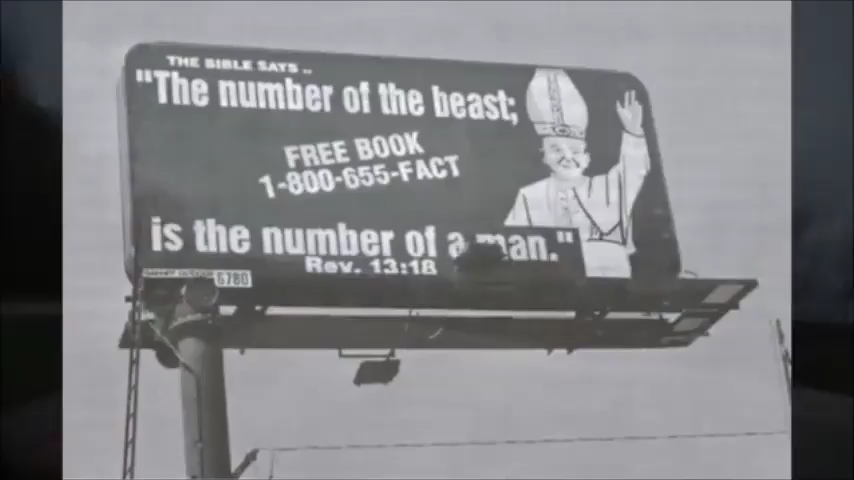 THE BIBLE SAYS..
"The number of the beast;
FREE BOOK
1-800-655-FACT
is the number of a man."
Rev. 13:18
6780